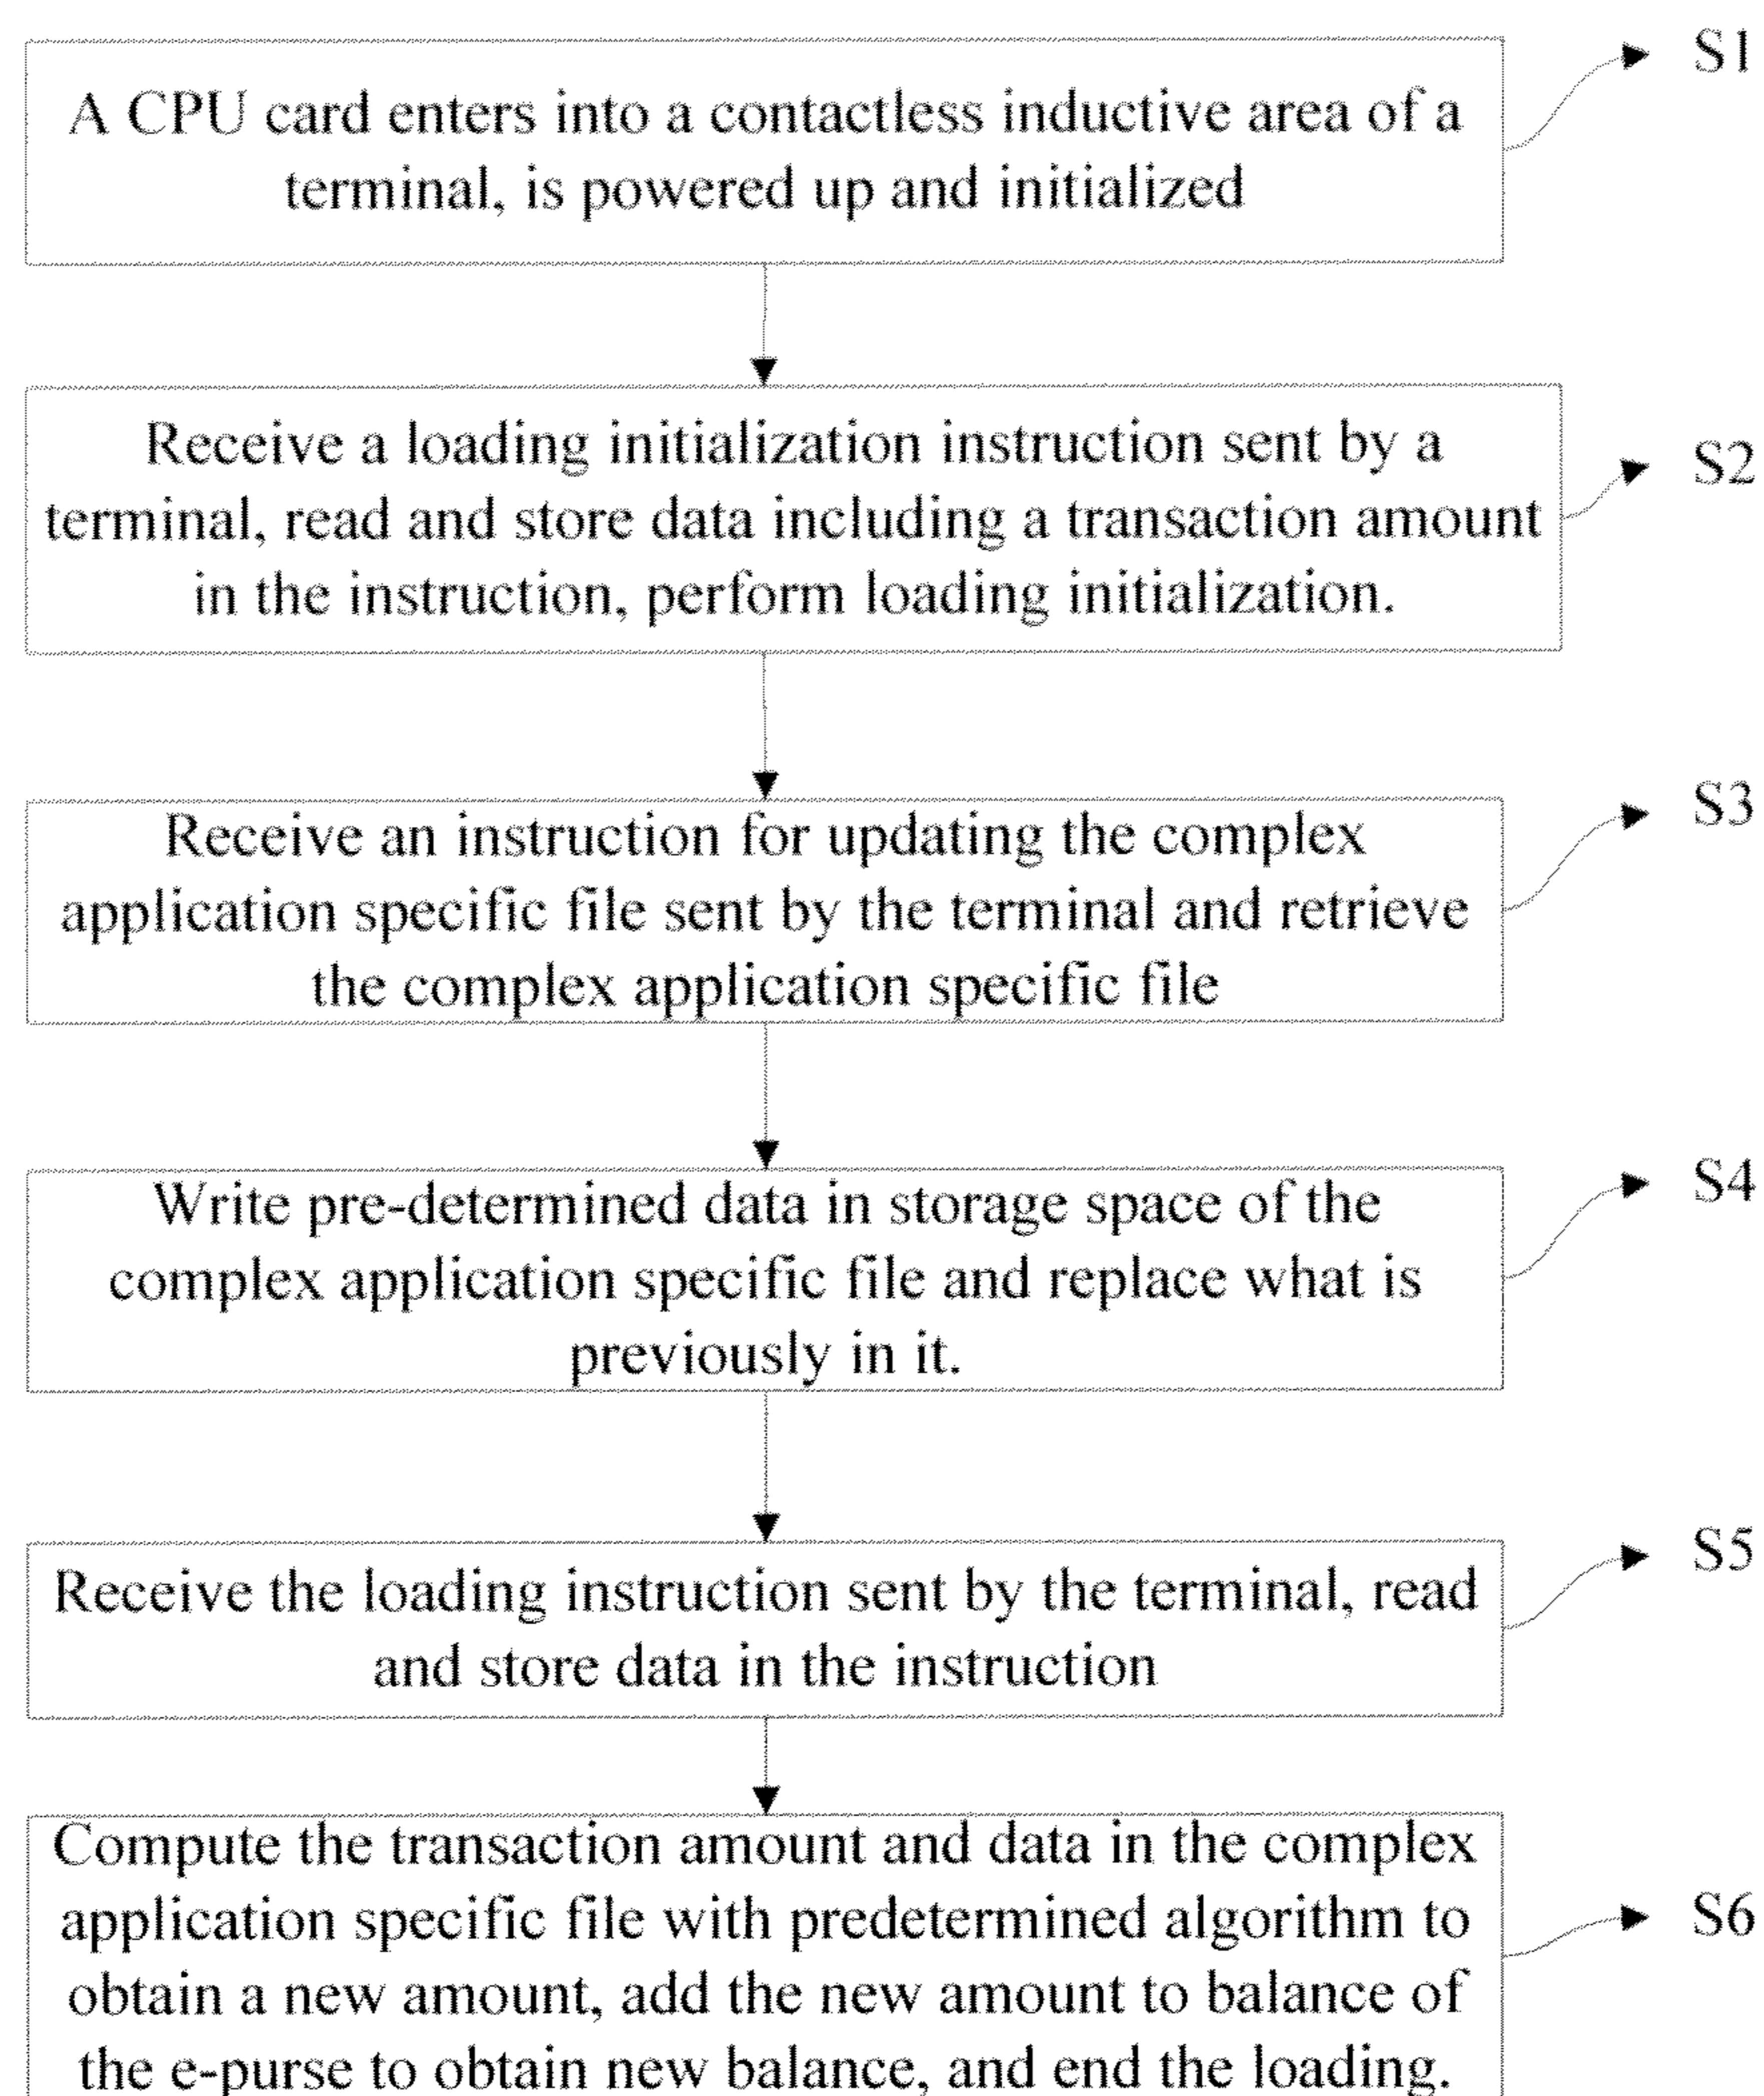 S1
A CPU card enters into a contactless inductive area of a
terminal, is powered up and initialized
Receive a loading initialization instruction sent by a
S2
terminal, read and store data including a transaction amount
in the instruction, perform loading initialization.
S3
Receive an instruction for updating the complex
application specific file sent by the terminal and retrieve
the complex application specific file
S4
Write pre-determined data in storage space of the
complex application specific file and replace what is
previously in it.
S5
Receive the loading instruction sent by the terminal, read
and store data in the instruction
Compute the transaction amount and data in the complex
application specific file with predetermined algorithm to
S6
obtain a new amount, add the new amount to balance of
the e-purse to obtain new balance, and end the loading.